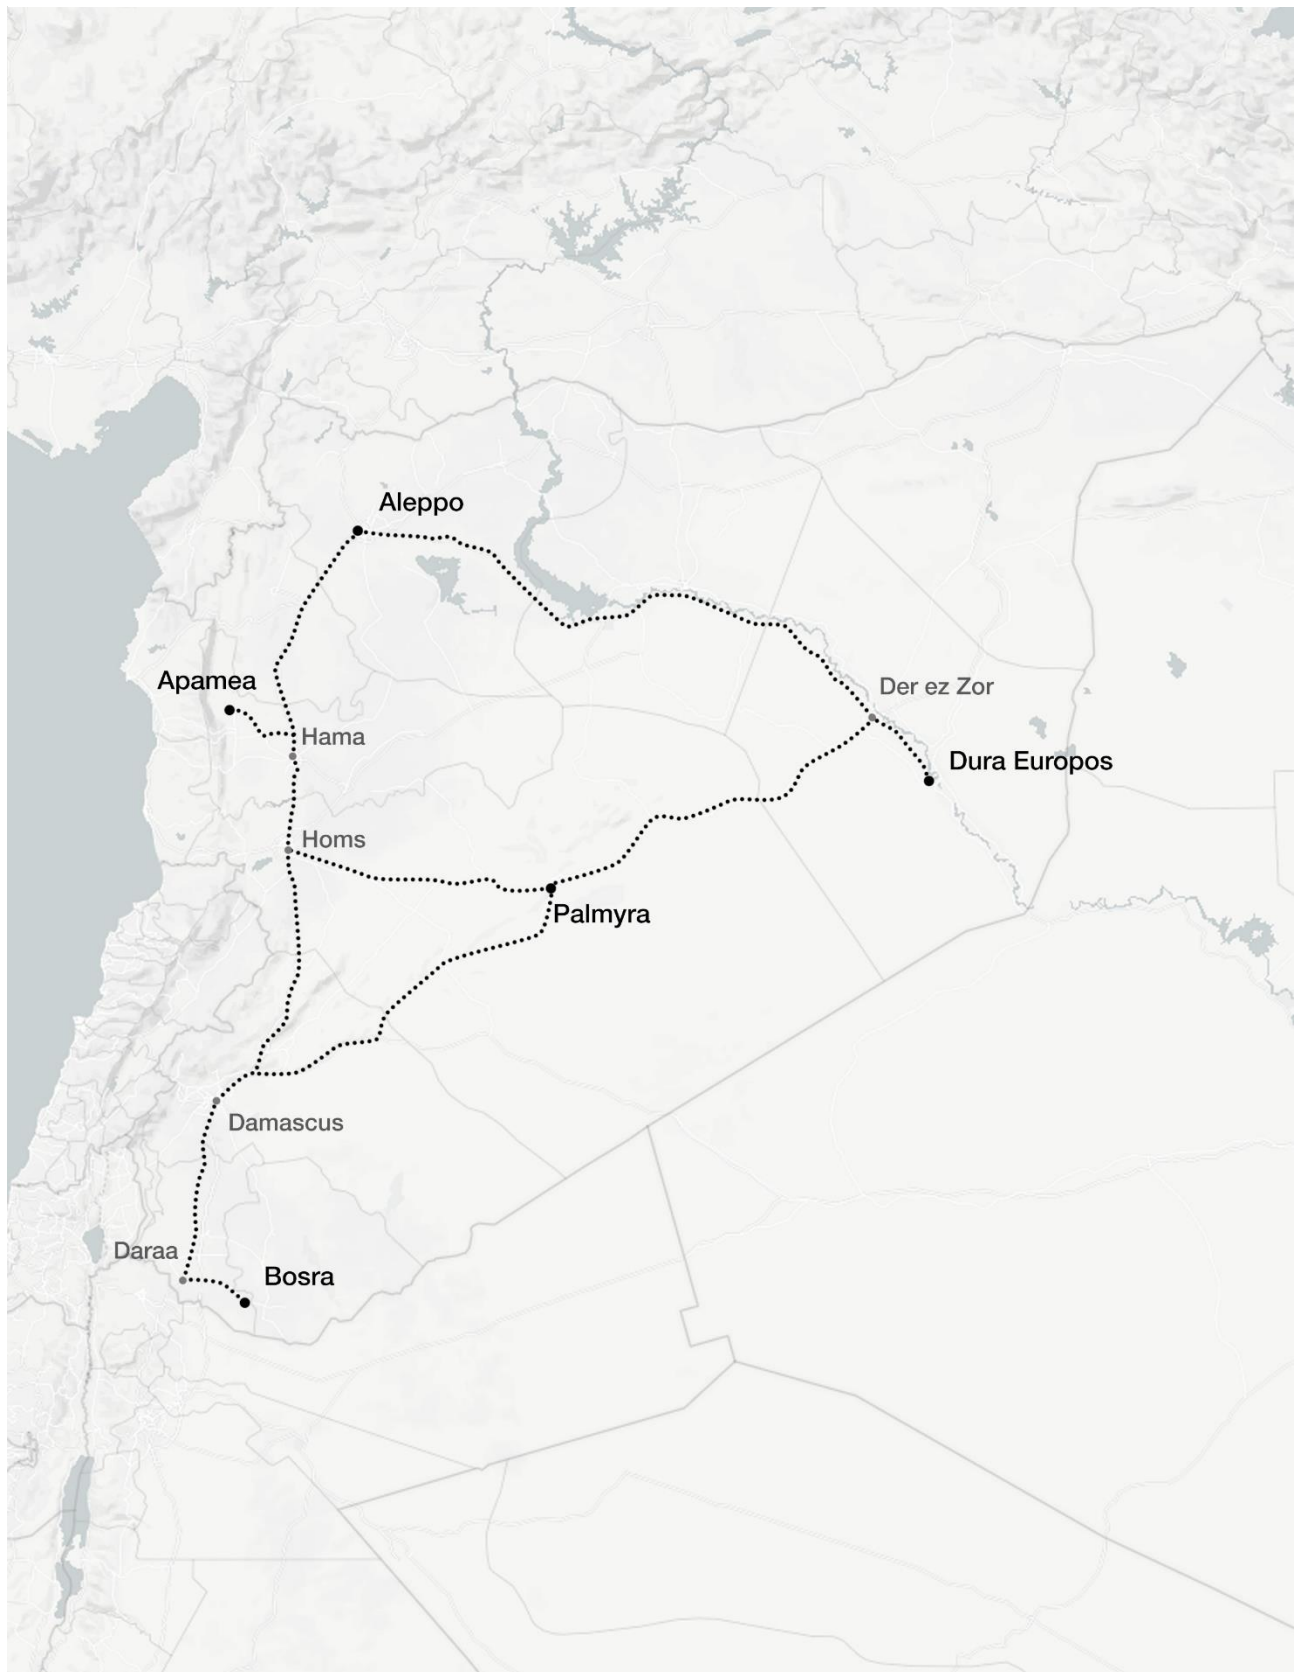 Aleppo
Apamea
Der ez Zor
Hama
Dura Europos
Homs
Palmyra
Damascus
Daraa
Bosra